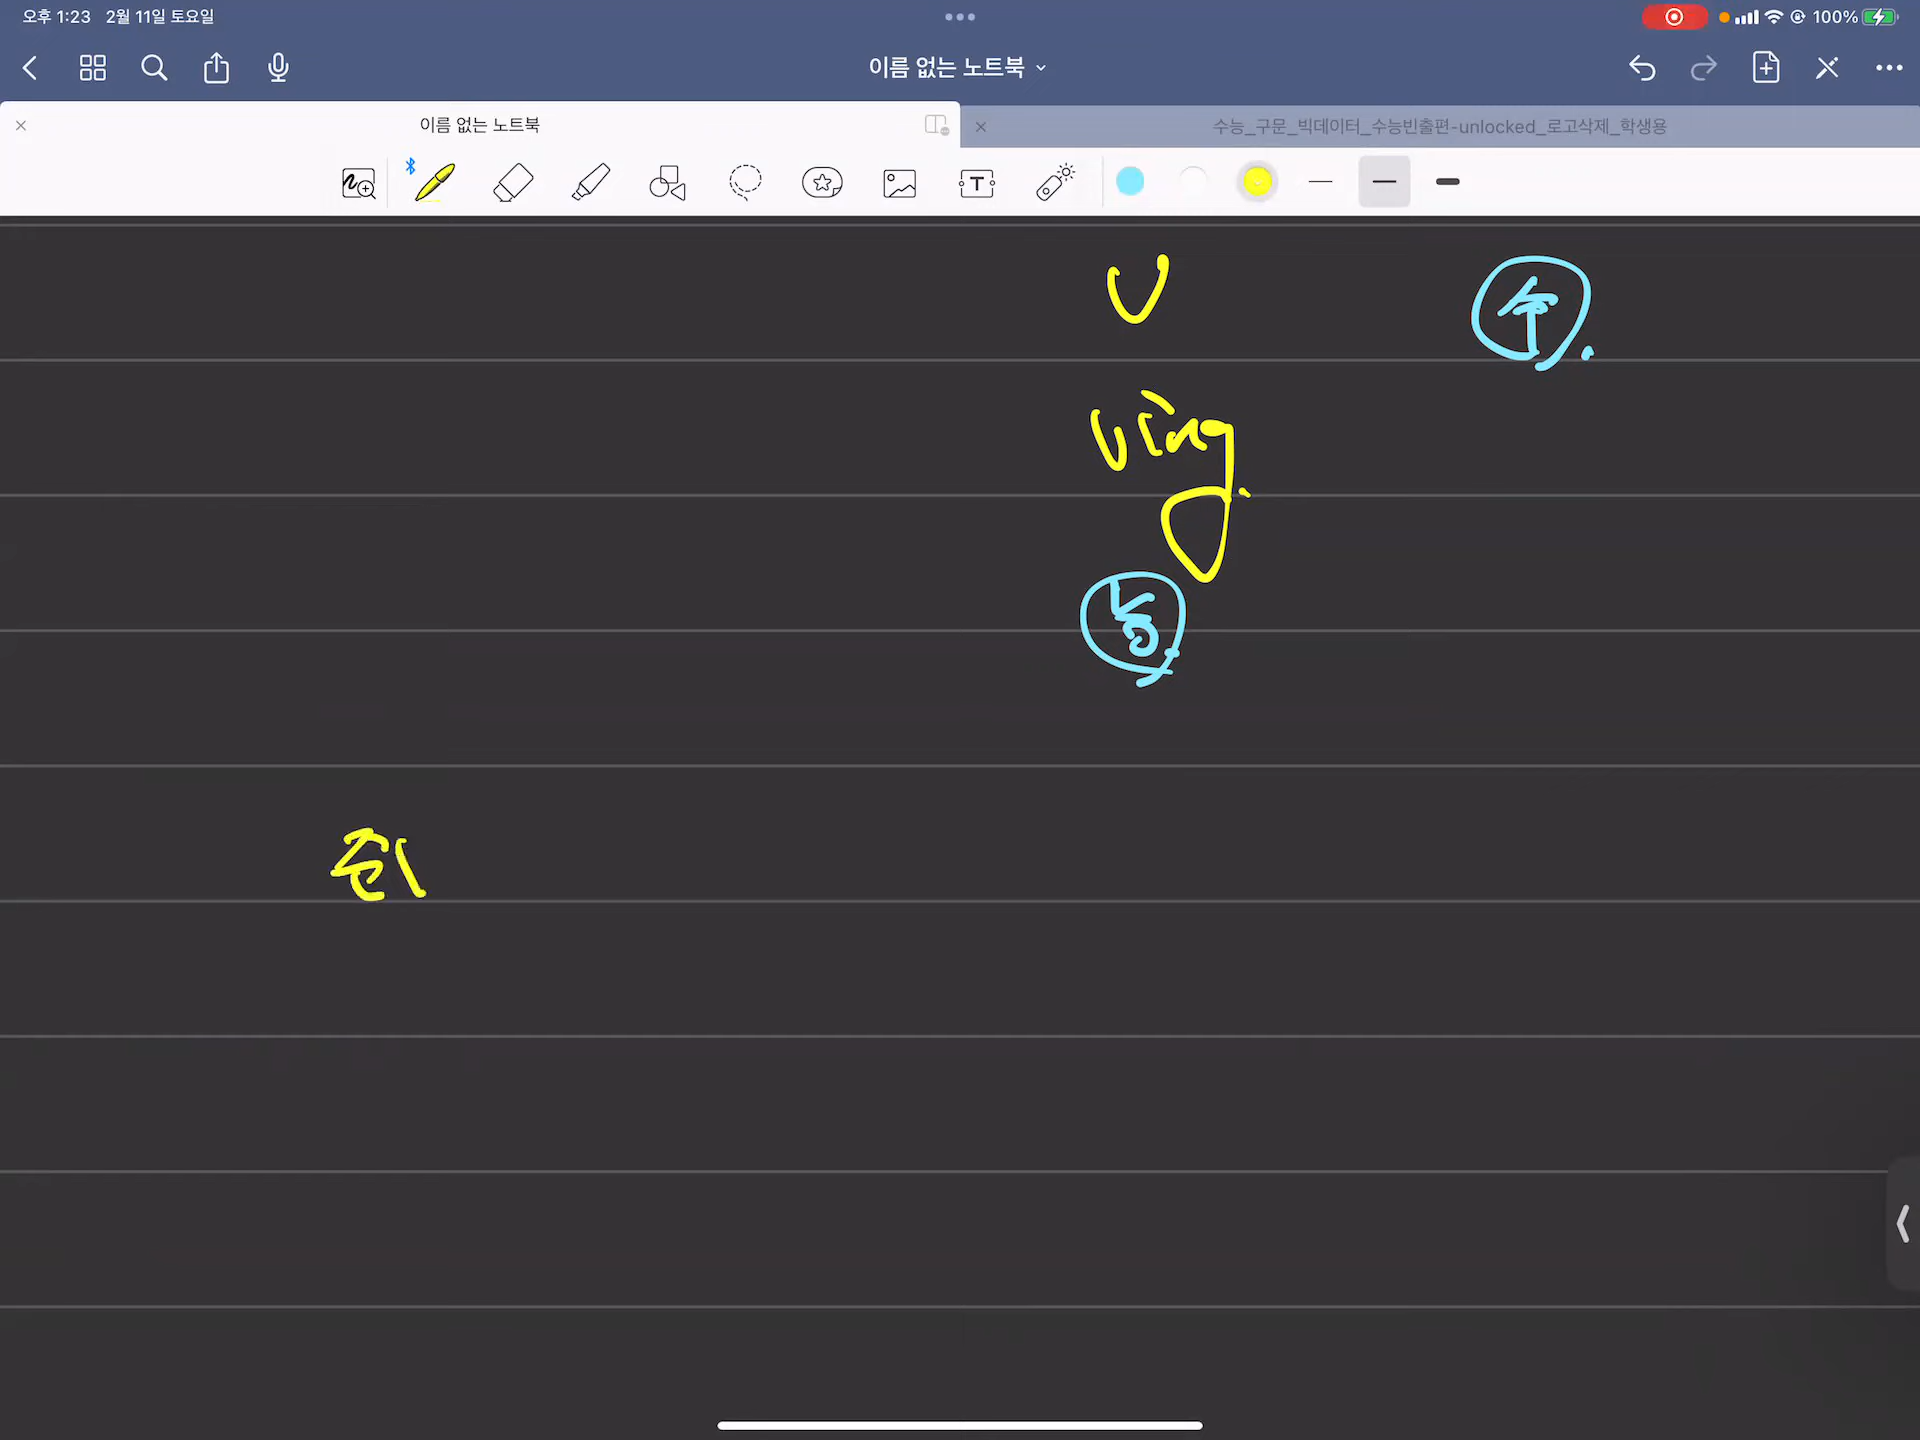 오후 1:23 2월 11일 토요일
100%
이름 없는 노트북
이름 없는 노트북
수능_구문_빅데이터_수능빈출편-unlocked_로고삭제_학생용
T
V
수
Ving
능